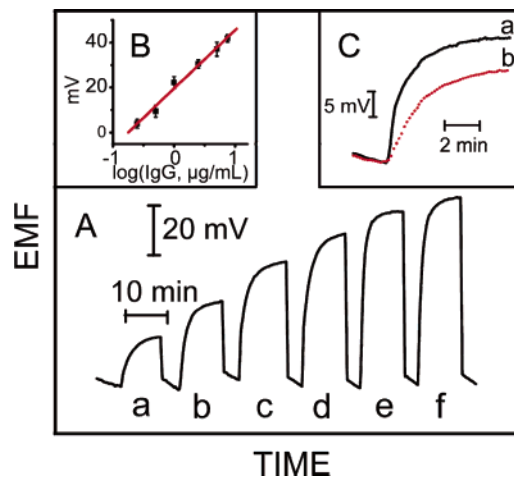 B
40
20
0
mV
-1
0
1
log(IgG, µg/mL)
C
a
b
5 mV
2 min
A
20 mV
10 min
a b c d e f
EMF
TIME